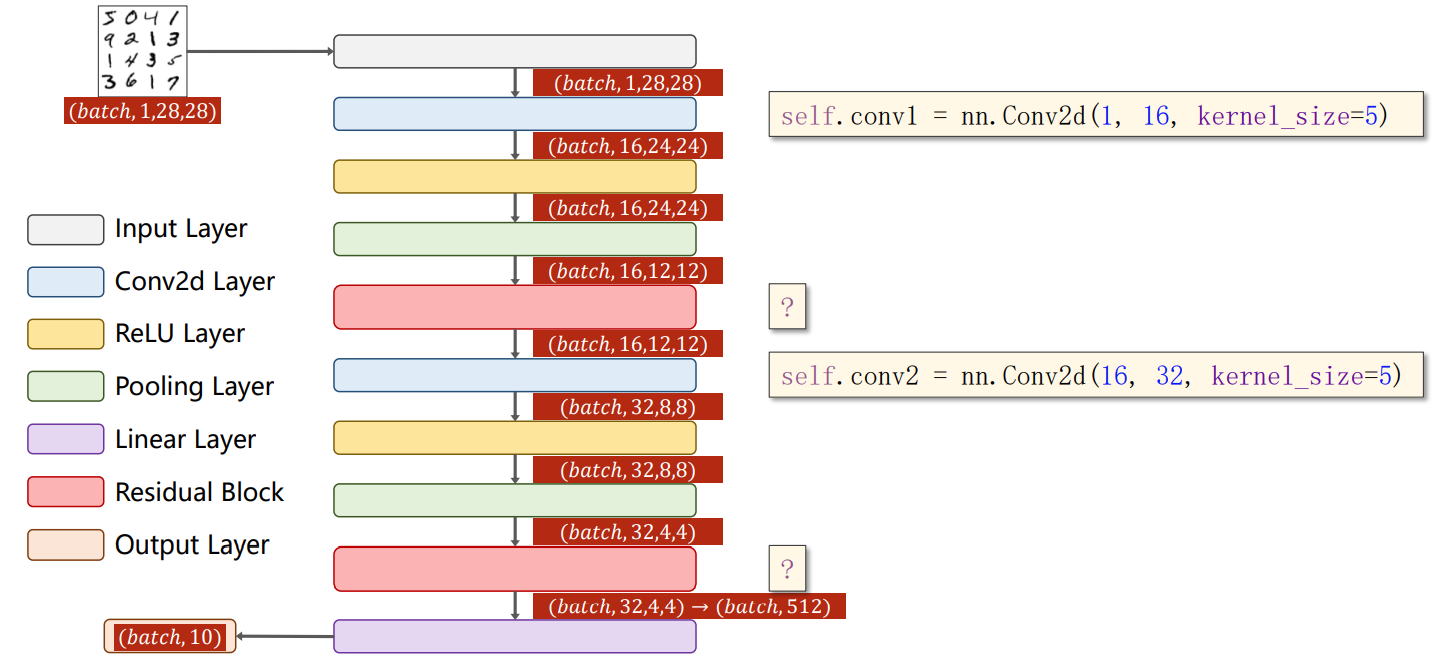 5 0 4 1
9 2 1 3
1 4 3 5
3 6 1 7
(batch, 1,28,28)
(batch, 1,28,28)
self.conv1 = nn.Conv2d(1, 16, kernel_size=5)
(batch, 16,24,24)
(batch, 16,24,24)
(batch, 16,12,12)
?
(batch, 16,12,12)
self.conv2 = nn.Conv2d(16, 32, kernel_size=5)
(batch, 32,8,8)
(batch, 32,8,8)
(batch, 32,4,4)
?
(batch, 32,4,4) → (batch, 512)
(batch, 10)
Input Layer
Conv2d Layer
ReLU Layer
Pooling Layer
Linear Layer
Residual Block
Output Layer